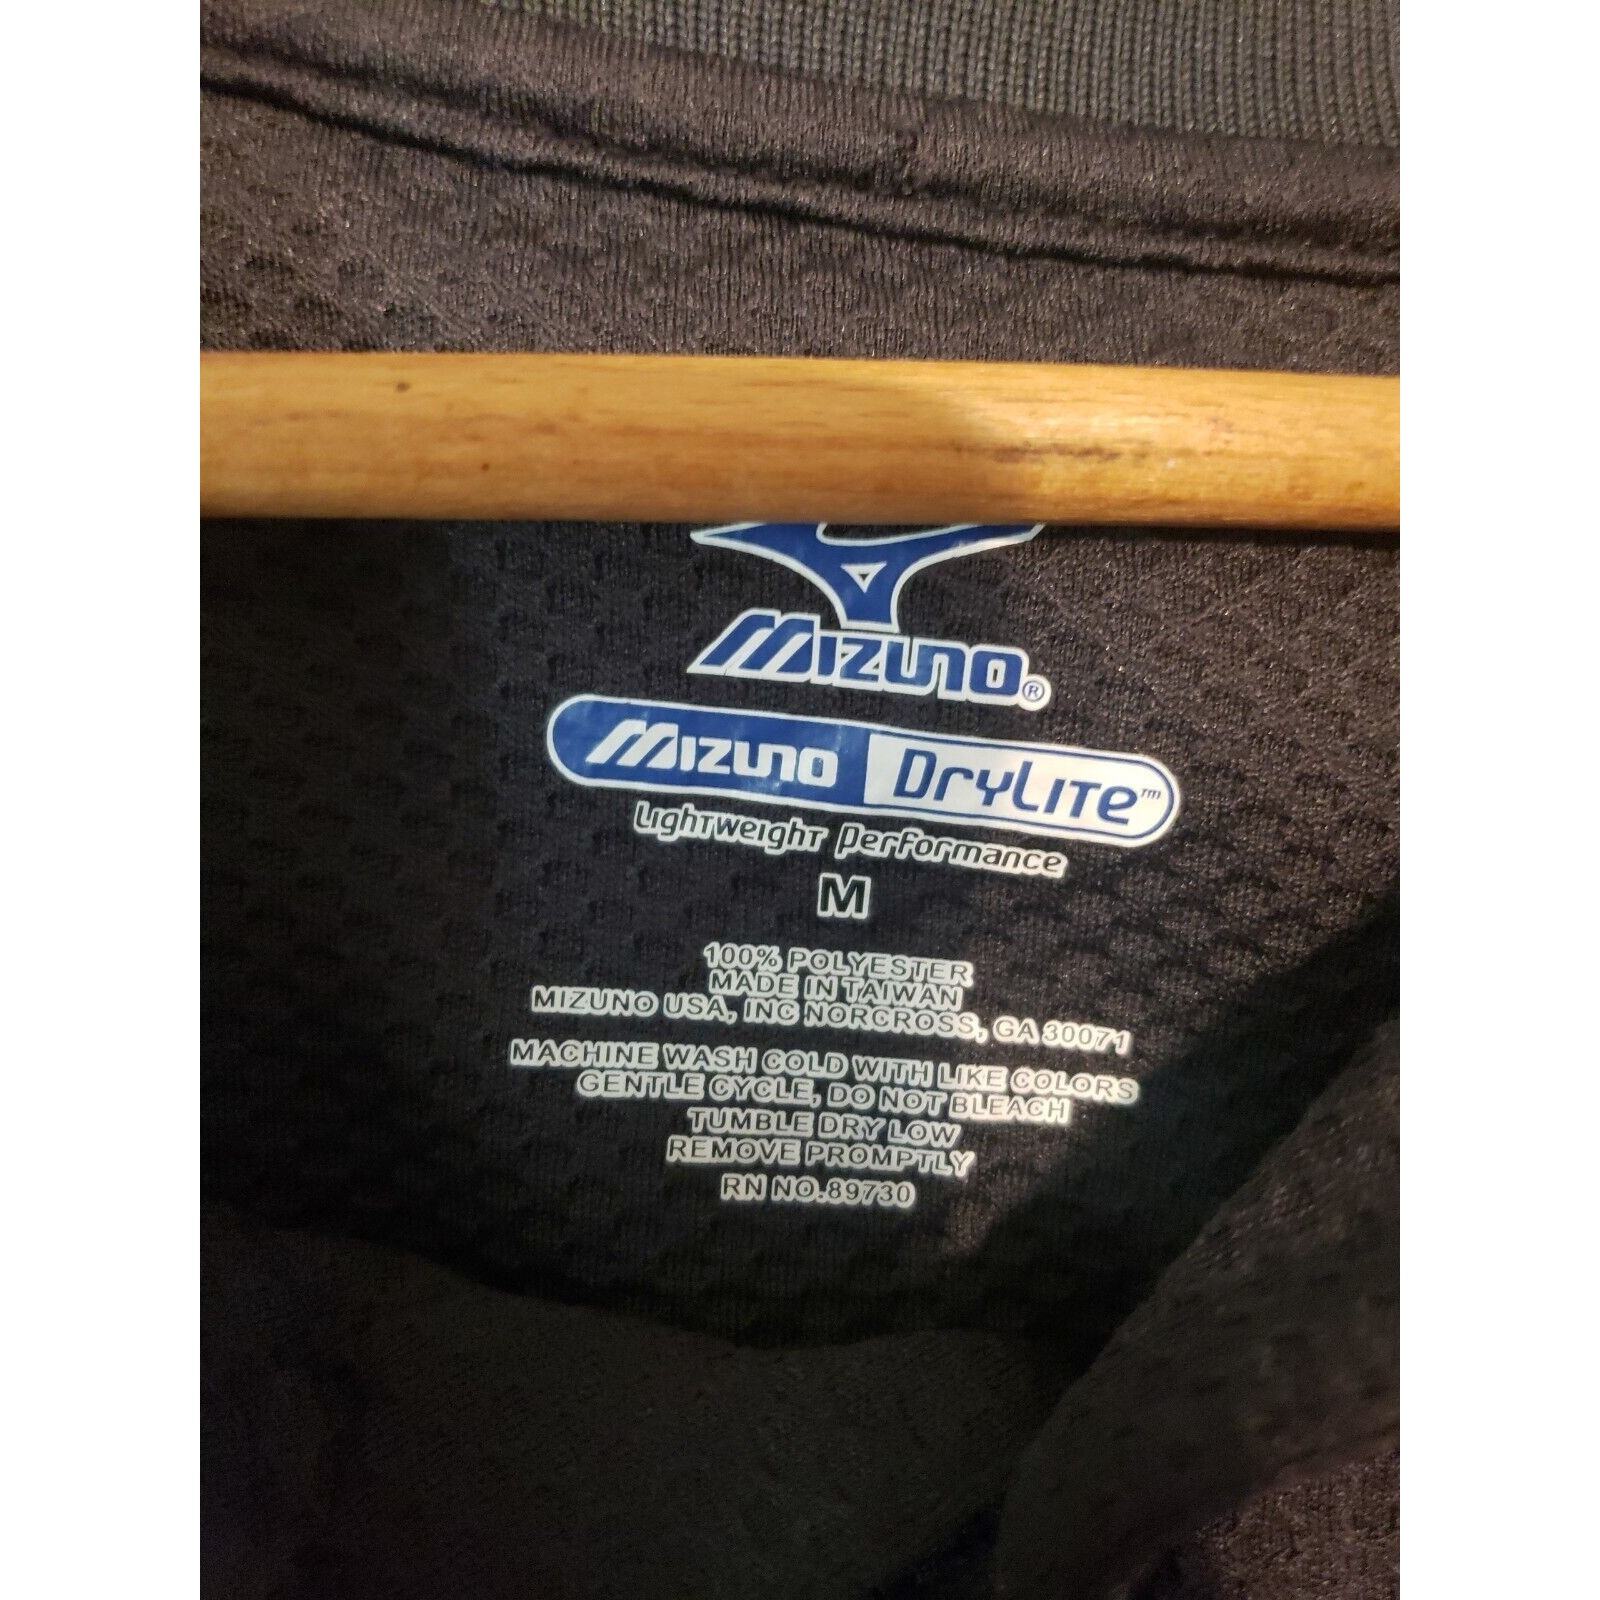 MIZUNO®
MIZUNO DryLite™
Lightweight Performance
M
100% POLYESTER
MADE IN TAIWAN
MIZUNO USA, INC NORCROSS, GA 30071
MACHINE WASH COLD WITH LIKE COLORS
GENTLE CYCLE, DO NOT BLEACH
TUMBLE DRY LOW
REMOVE PROMPTLY
RN NO.89730